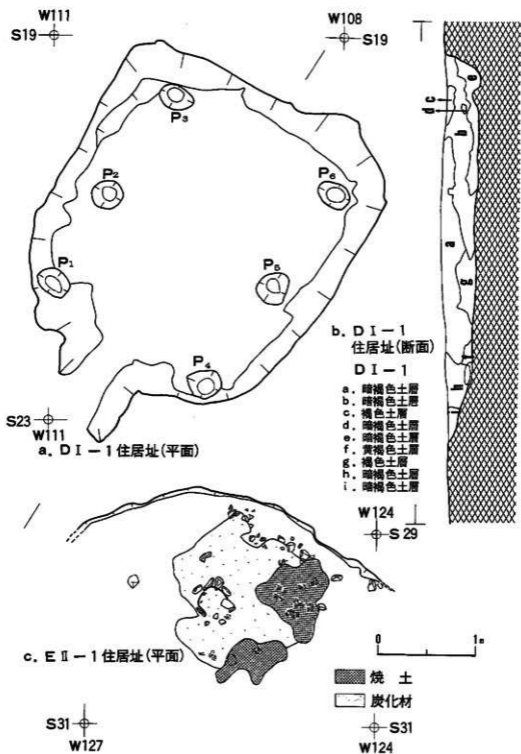 W111
S19
W108
S19
P₃
P₂
P₆
P₁
P₅
P₄
S23
W111
a. DⅠ-1住居址(平面)
c
d
e
b
a
g
f
h
i
b. DⅠ-1
住居址(断面)
DⅠ-1
a. 暗褐色土層
b. 暗褐色土層
c. 褐色土層
d. 暗褐色土層
e. 暗褐色土層
f. 黄褐色土層
g. 褐色土層
h. 暗褐色土層
i. 暗褐色土層
W124
S29
c. EⅡ-1住居址(平面)
0 1m
焼土
炭化材
S31
W127
S31
W124